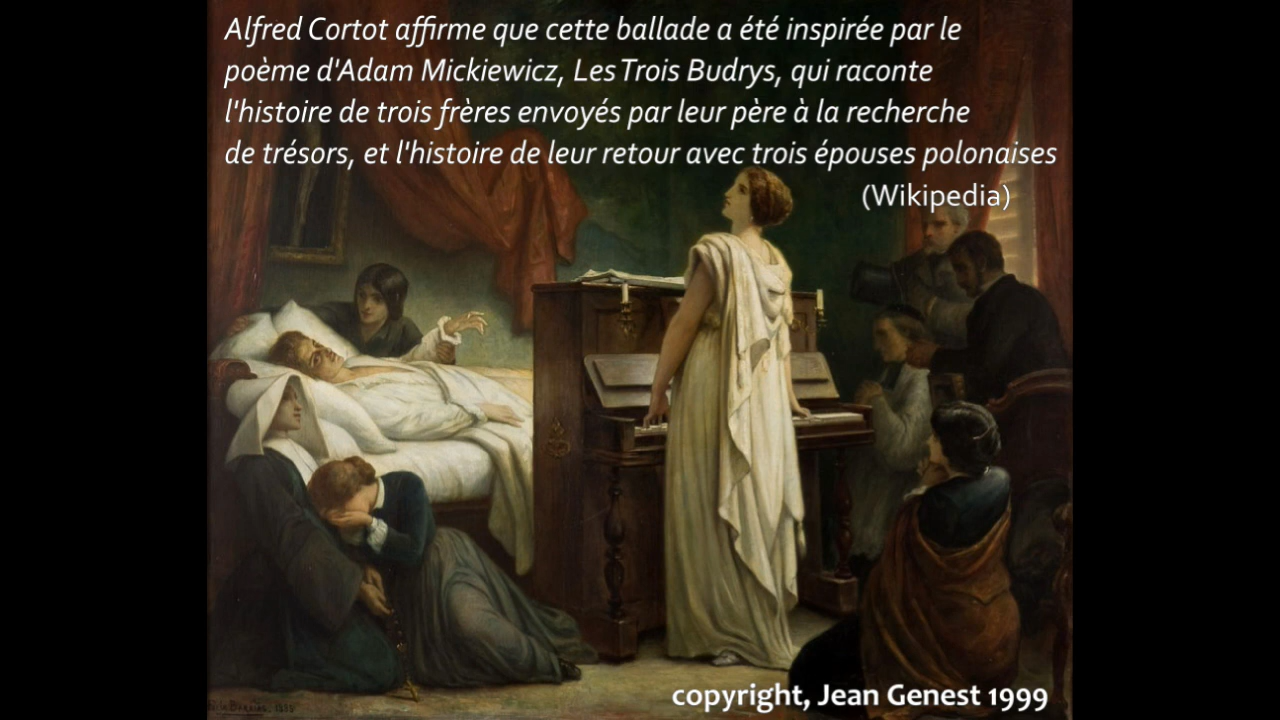 Alfred Cortot affirme que cette ballade a été inspirée par le
poème d'Adam Mickiewicz, Les Trois Budrys, qui raconte
l'histoire de trois frères envoyés par leur père à la recherche
de trésors, et l'histoire de leur retour avec trois épouses polonaises
(Wikipedia)
copyright, Jean Genest 1999